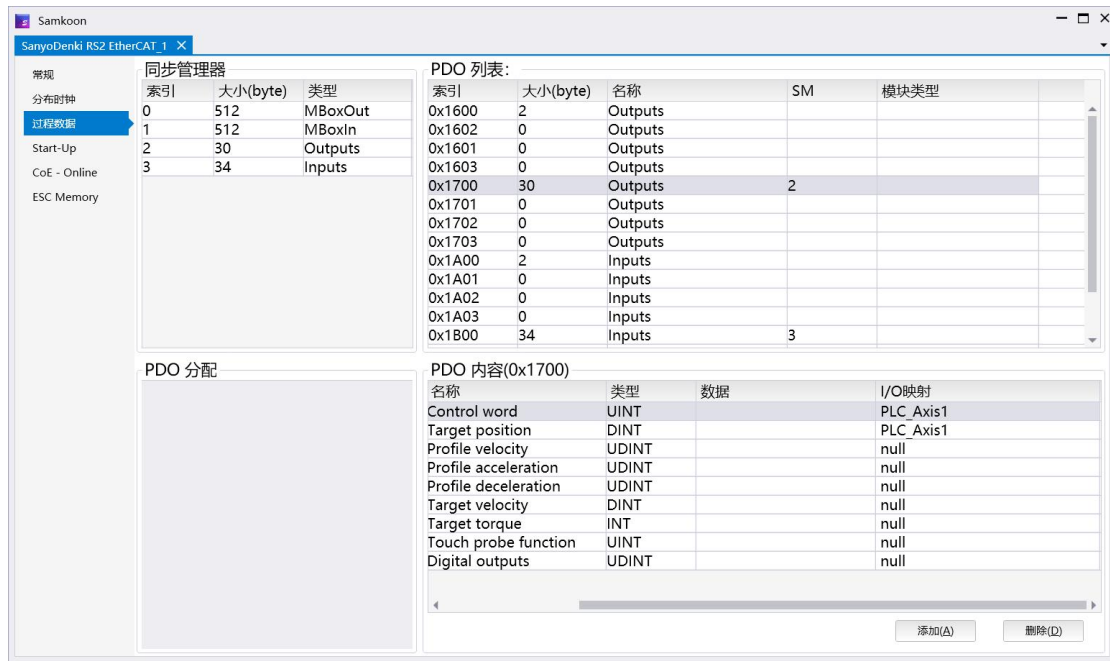 Samkoon
SanyoDenki RS2 EtherCAT_1
常规
分布时钟
过程数据
Start-Up
CoE - Online
ESC Memory
同步管理器
索引 大小(byte) 类型
0 512 MBoxOut
1 512 MBoxIn
2 30 Outputs
3 34 Inputs
PDO 列表:
索引 大小(byte) 名称 SM 模块类型
0x1600 2 Outputs
0x1602 0 Outputs
0x1601 0 Outputs
0x1603 0 Outputs
0x1700 30 Outputs 2
0x1701 0 Outputs
0x1702 0 Outputs
0x1703 0 Outputs
0x1A00 2 Inputs
0x1A01 0 Inputs
0x1A02 0 Inputs
0x1A03 0 Inputs
0x1B00 34 Inputs 3
PDO 分配
PDO 内容(0x1700)
名称 类型 数据 I/O映射
Control word UINT PLC_Axis1
Target position DINT PLC_Axis1
Profile velocity UDINT null
Profile acceleration UDINT null
Profile deceleration UDINT null
Target velocity DINT null
Target torque INT null
Touch probe function UINT null
Digital outputs UDINT null
添加(A) 删除(D)